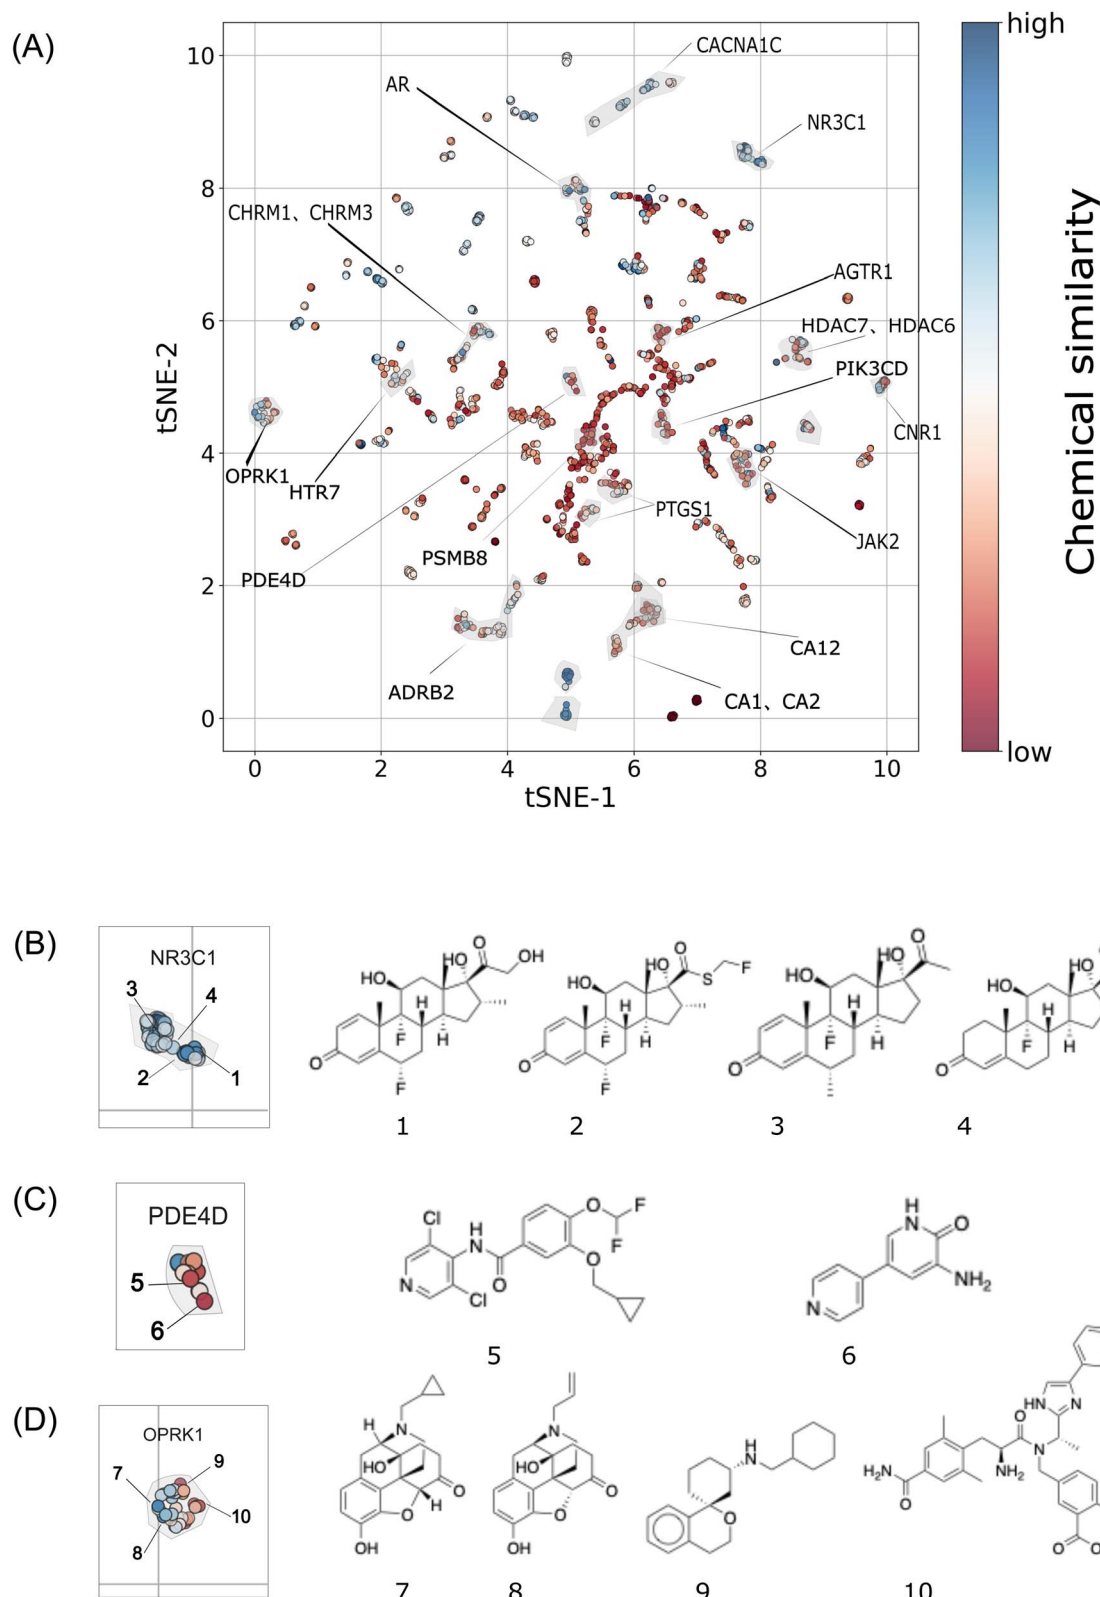 (A)
10
8
6
4
2
0
tSNE-2
0 2 4 6 8 10
tSNE-1
CACNA1C
AR
NR3C1
CHRM1、CHRM3
AGTR1
HDAC7、HDAC6
PIK3CD
CNR1
OPRK1
HTR7
PTGS1
JAK2
PSMB8
PDE4D
CA12
ADRB2
CA1、CA2
high
low
Chemical similarity
(B)
NR3C1
3
4
2
1
O
OH
HO
HO
H
F
H
O
F
1
O
HO
S
F
HO
H
F
H
O
F
2
O
HO
HO
H
F
H
O
3
HO
HO
H
F
H
O
4
(C)
PDE4D
5
6
Cl
H
N
O
F
F
O
N
O
Cl
5
H
N
O
NH2
N
6
(D)
OPRK1
7
9
10
8
H
N
HO
O
O
H
OH
7
N
HO
O
O
OH
8
H
N
O
9
HN
N
O
N
H2N
NH2
O
O
O
10